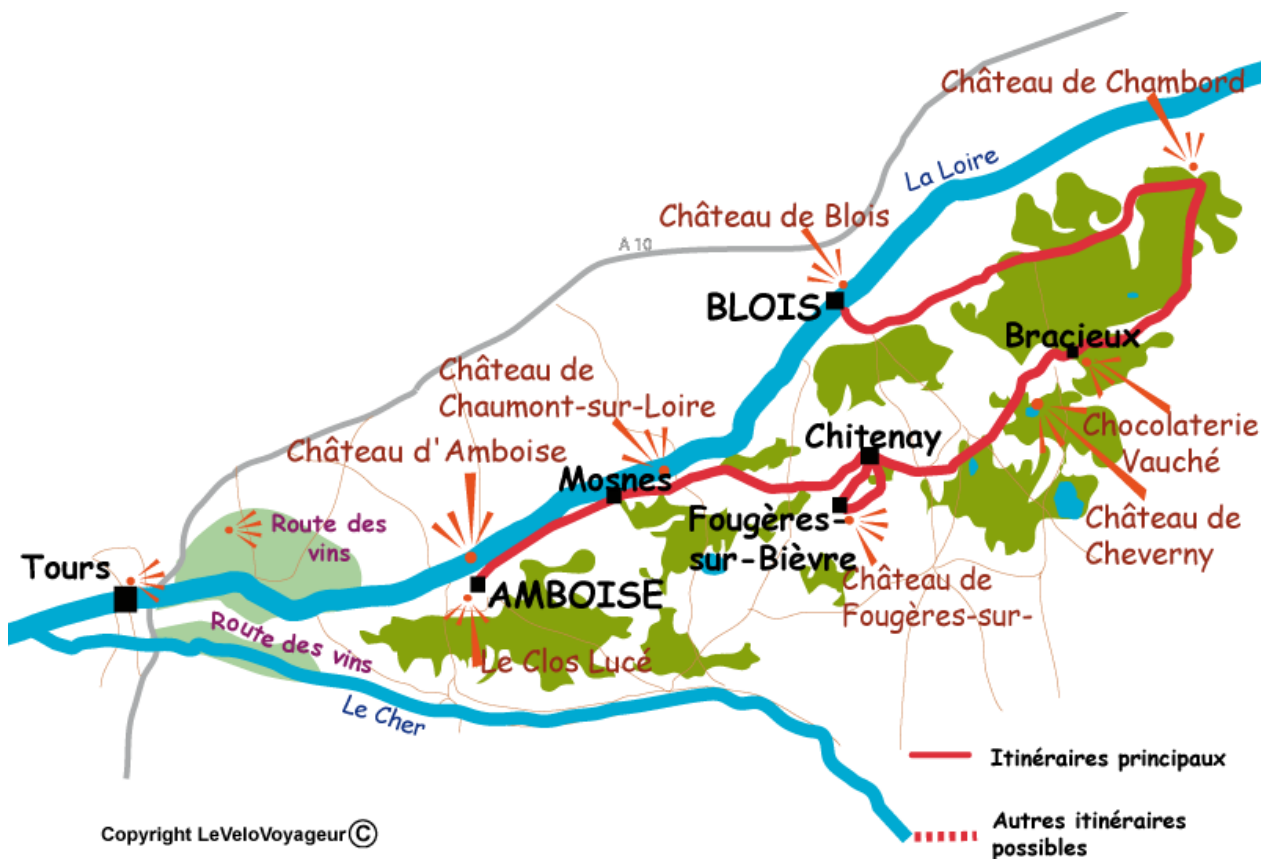 Château de Chambord
La Loire
Château de Blois
A 10
BLOIS
Bracieux
Château de
Chaumont-sur-Loire
Chocolaterie
Vauché
Chitenay
Château d'Amboise
Mosnes
Route des
vins
Fougères-
sur-Bièvre
Château de
Cheverny
Tours
AMBOISE
Château de
Fougères-sur-
Route des vins
Le Clos Lucé
Le Cher
Itinéraires principaux
Autres itinéraires
possibles
Copyright LeVeloVoyageur ©